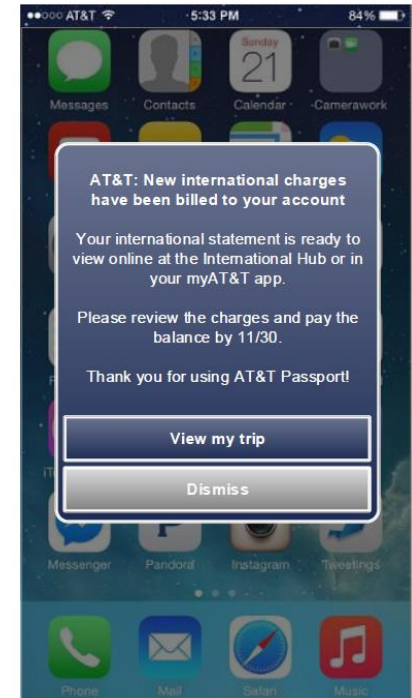 AT&T 5:33 PM 84%
Sunday
21
Messages Contacts Calendar Camerawork
AT&T: New international charges
have been billed to your account
Your international statement is ready to
view online at the International Hub or in
your myAT&T app.
Please review the charges and pay the
balance by 11/30.
Thank you for using AT&T Passport!
View my trip
Dismiss
Messenger Pandora Instagram Tweetings
Phone Mail Safari Music